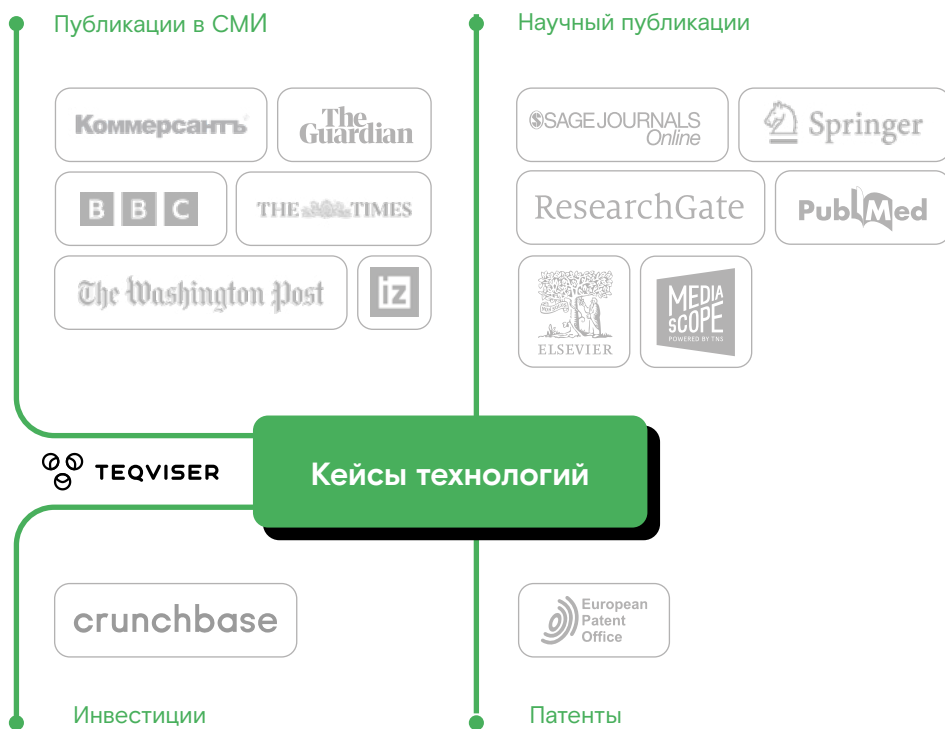 Публикации в СМИ
Научный публикации
Коммерсантъ
The
Guardian
SAGE JOURNALS
Online
Springer
BBC
THE TIMES
ResearchGate
PubMed
The Washington Post
iz
ELSEVIER
MEDIA
SCOPE
POWERED BY TNS
TEQVISER
Кейсы технологий
crunchbase
European
Patent
Office
Инвестиции
Патенты